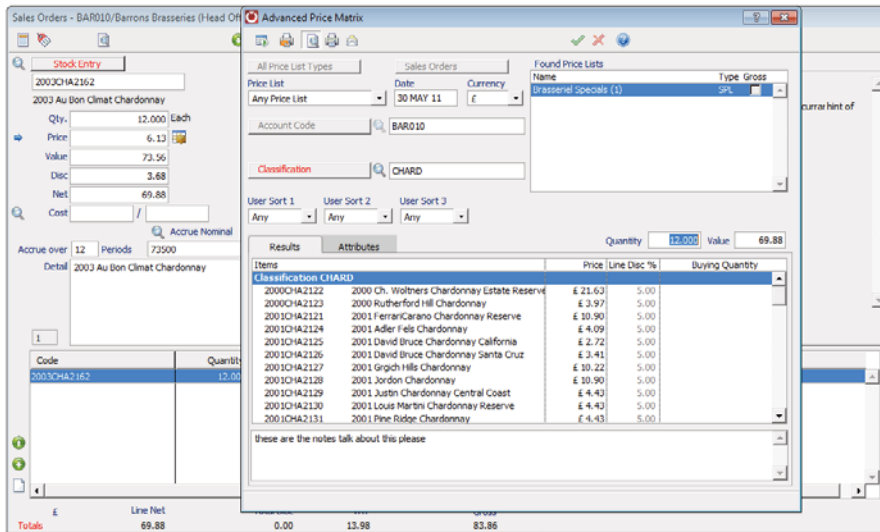 Sales Orders - BAR010/Barrons Brasseries (Head Off
Stock Entry
2003CHA2162
2003 Au Bon Climat Chardonnay
Qty. 12.000 Each
Price 6.13
Value 73.56
Disc 3.68
Net 69.88
Cost /
Accrue Nominal
Accrue over 12 Periods 73500
Detail 2003 Au Bon Climat Chardonnay
1
Code Quantity
2003CHA2162 12.00
£ Line Net
Totals 69.88 0.00 13.98 83.86
Advanced Price Matrix
All Price List Types Sales Orders
Price List Date Currency
Any Price List 30 MAY 11 £
Account Code BAR010
Classification CHARD
User Sort 1 User Sort 2 User Sort 3
Any Any Any
Found Price Lists
Name Type Gross
Brasseriel Specials (1) SPL
Results Attributes
Quantity 12.000 Value 69.88
Items Price Line Disc % Buying Quantity
Classification CHARD
2000CHA2122 2000 Ch. Woltners Chardonnay Estate Reserve £ 21.63 5.00
2000CHA2123 2000 Rutherford Hill Chardonnay £ 3.97 5.00
2001CHA2121 2001 FerrariCarano Chardonnay Reserve £ 10.90 5.00
2001CHA2124 2001 Adler Fels Chardonnay £ 4.09 5.00
2001CHA2125 2001 David Bruce Chardonnay California £ 2.72 5.00
2001CHA2126 2001 David Bruce Chardonnay Santa Cruz £ 3.41 5.00
2001CHA2127 2001 Grgich Hills Chardonnay £ 10.22 5.00
2001CHA2128 2001 Jordon Chardonnay £ 10.90 5.00
2001CHA2129 2001 Justin Chardonnay Central Coast £ 4.43 5.00
2001CHA2130 2001 Louis Martini Chardonnay Reserve £ 4.43 5.00
2001CHA2131 2001 Pine Ridge Chardonnay £ 4.43 5.00
these are the notes talk about this please
hint of